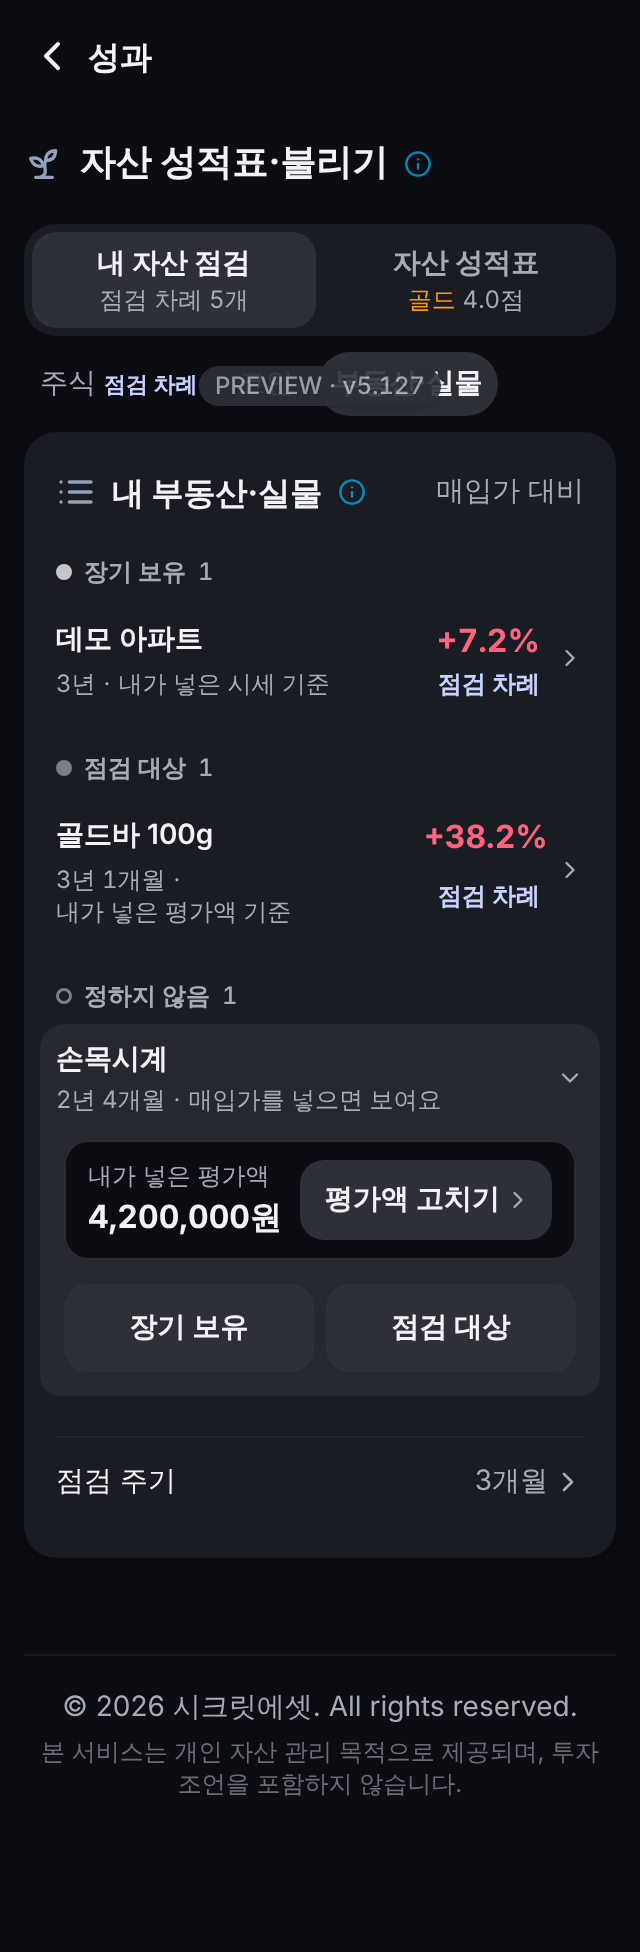 성과
자산 성적표·불리기
내 자산 점검
점검 차례 5개
자산 성적표
골드 4.0점
주식 점검 차례
PREVIEW · v5.127
실물
내 부동산·실물
매입가 대비
장기 보유 1
데모 아파트
+7.2%
3년 · 내가 넣은 시세 기준
점검 차례
점검 대상 1
골드바 100g
+38.2%
3년 1개월 ·
내가 넣은 평가액 기준
점검 차례
정하지 않음 1
손목시계
2년 4개월 · 매입가를 넣으면 보여요
내가 넣은 평가액
4,200,000원
평가액 고치기
장기 보유
점검 대상
점검 주기
3개월
© 2026 시크릿에셋. All rights reserved.
본 서비스는 개인 자산 관리 목적으로 제공되며, 투자
조언을 포함하지 않습니다.